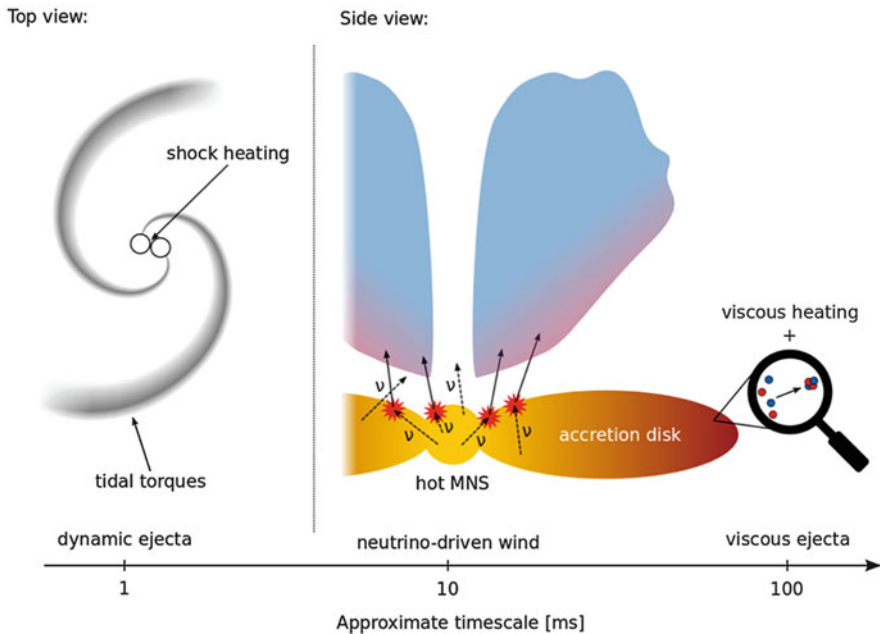 Top view:
Side view:
shock heating
viscous heating
+
ν
ν
ν
ν
ν
accretion disk
tidal torques
hot MNS
dynamic ejecta
neutrino-driven wind
viscous ejecta
1
10
100
Approximate timescale [ms]